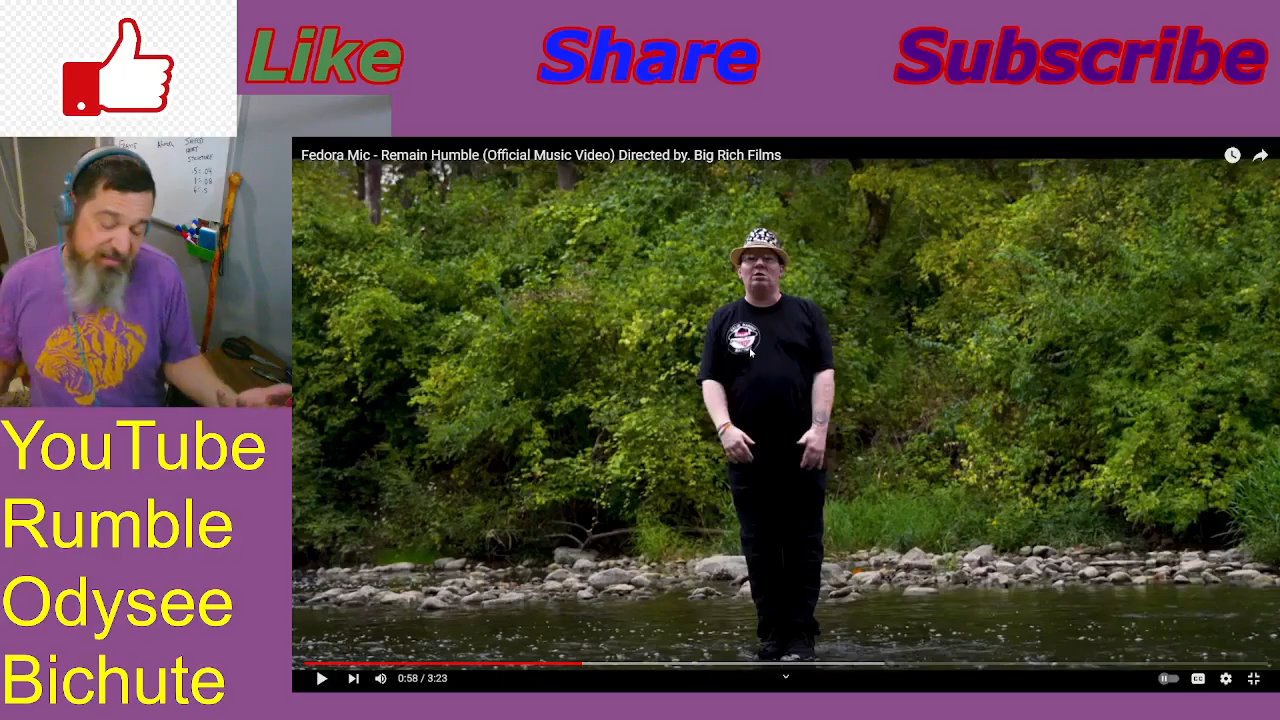 Like Share Subscribe
Fedora Mic - Remain Humble (Official Music Video) Directed by. Big Rich Films
YouTube
Rumble
Odysee
Bichute
0:58 / 3:23
CC